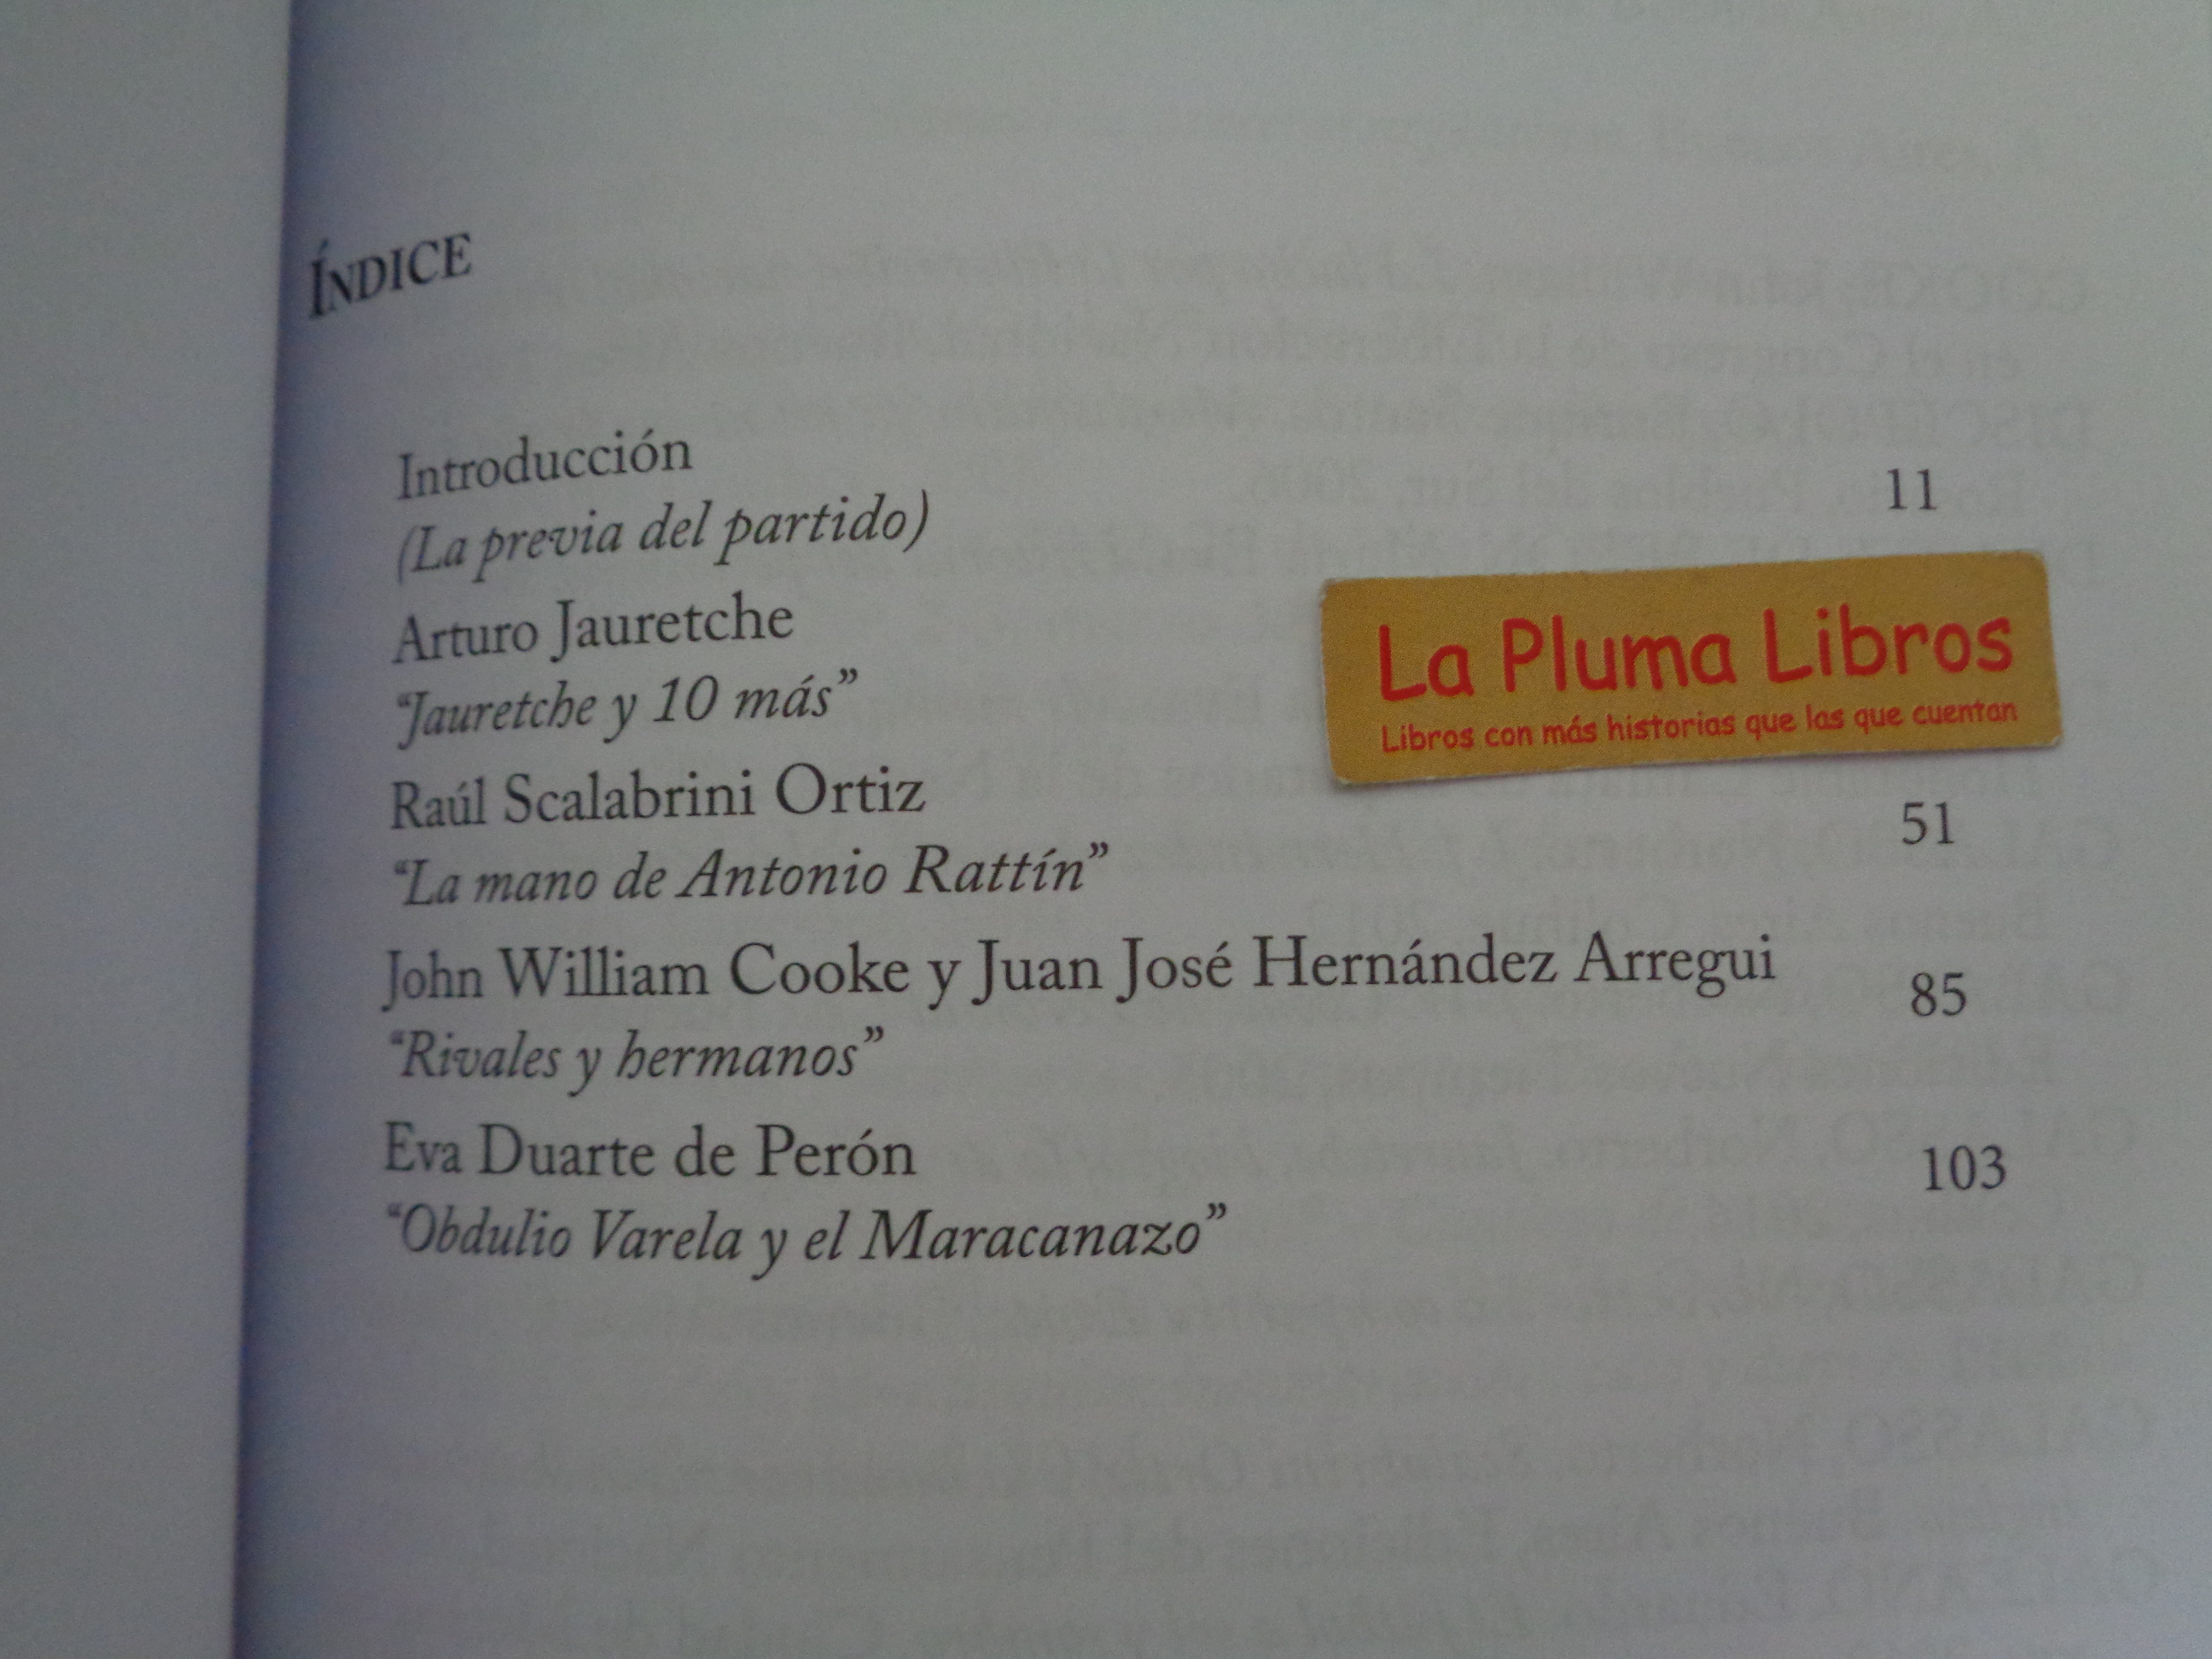 ÍNDICE
Introducción 11
(La previa del partido)
Arturo Jauretche
“Jauretche y 10 más”
La Pluma Libros
Libros con más historias que las que cuentan
Raúl Scalabrini Ortiz 51
“La mano de Antonio Rattín”
John William Cooke y Juan José Hernández Arregui 85
“Rivales y hermanos”
Eva Duarte de Perón 103
“Obdulio Varela y el Maracanazo”